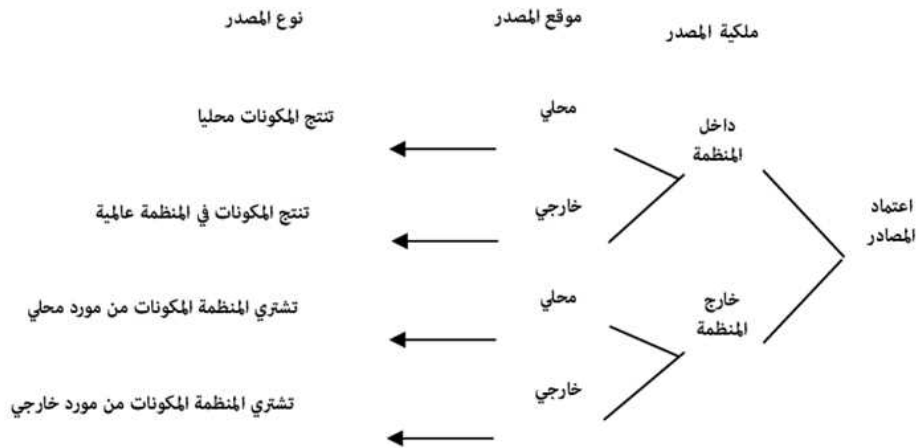 ملكية المصدر
موقع المصدر
نوع المصدر
اعتماد
المصادر
داخل
المنظمة
محلي
تنتج المكونات محليا
خارجي
تنتج المكونات في المنظمة عالمية
خارج
المنظمة
محلي
تشتري المنظمة المكونات من مورد محلي
خارجي
تشتري المنظمة المكونات من مورد خارجي